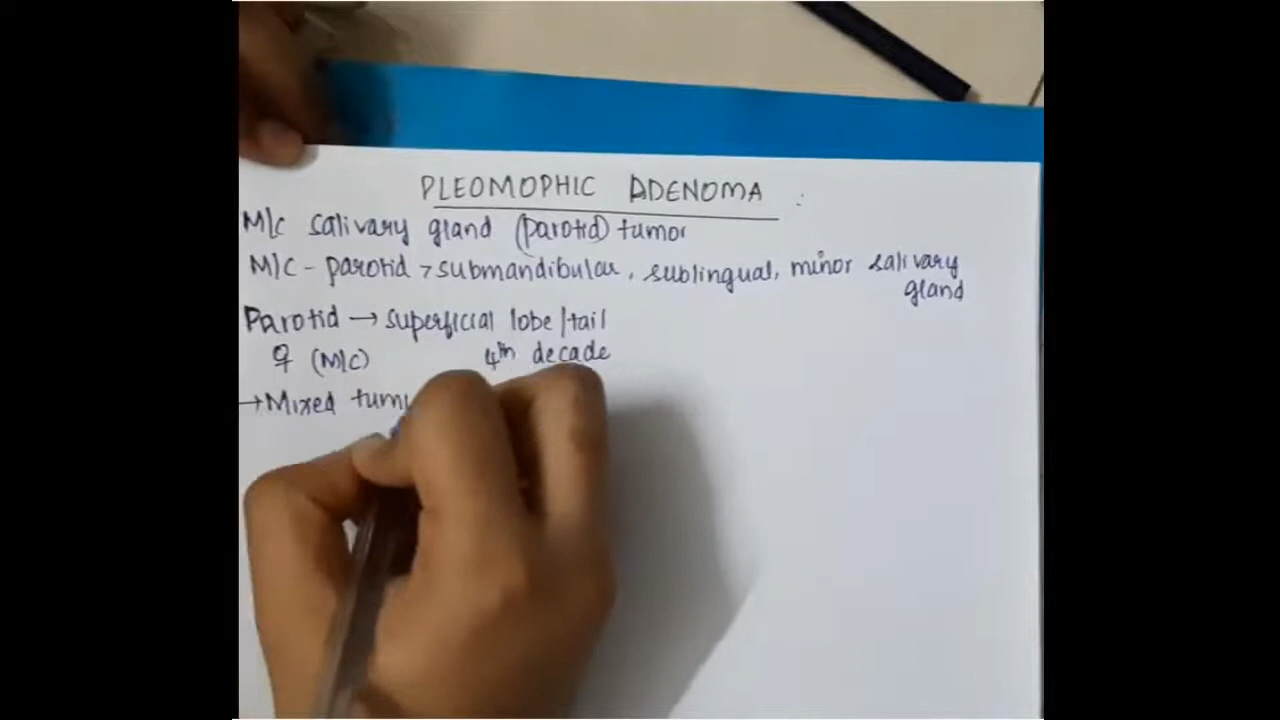 PLEOMOPHIC ADENOMA :
M/c salivary gland (parotid) tumor
M/c - parotid > submandibular, sublingual, minor salivary
gland
Parotid → superficial lobe/tail
♀ (M/c) 4th decade
→ Mixed